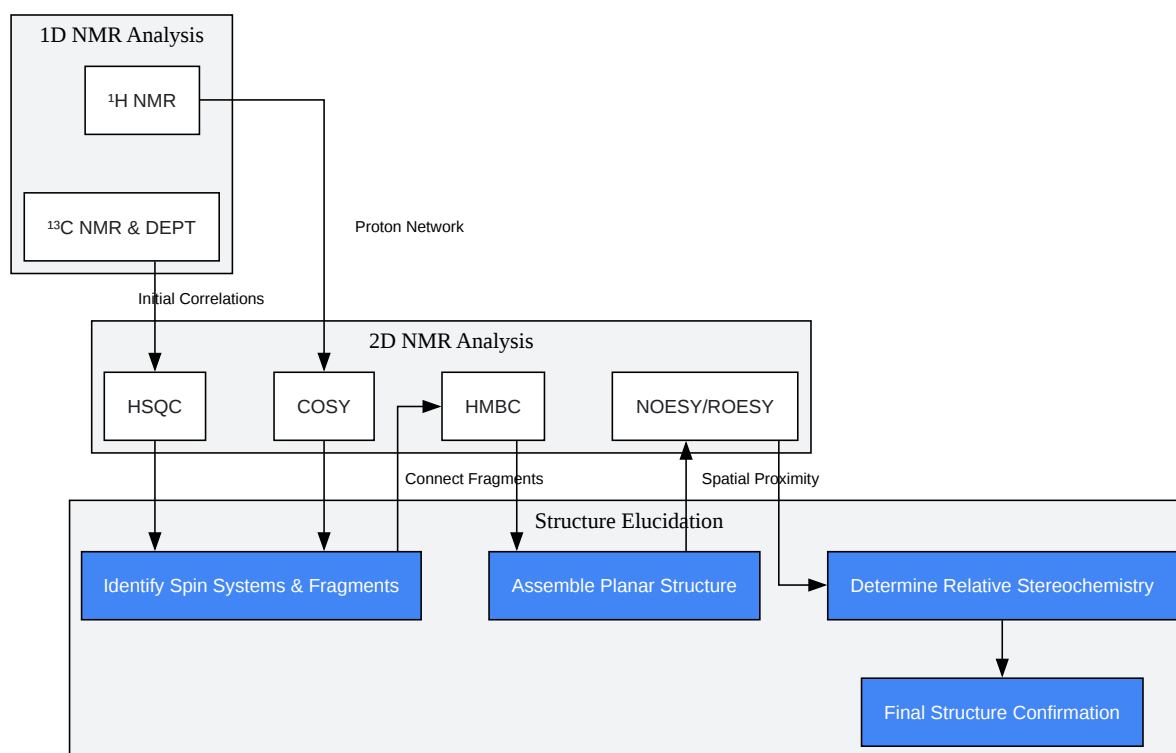 1D NMR Analysis
¹H NMR
¹³C NMR & DEPT
Proton Network
Initial Correlations
2D NMR Analysis
HSQC
COSY
HMBC
NOESY/ROESY
Connect Fragments
Spatial Proximity
Structure Elucidation
Identify Spin Systems & Fragments
Assemble Planar Structure
Determine Relative Stereochemistry
Final Structure Confirmation